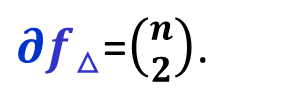 ∂f△=(n 2).